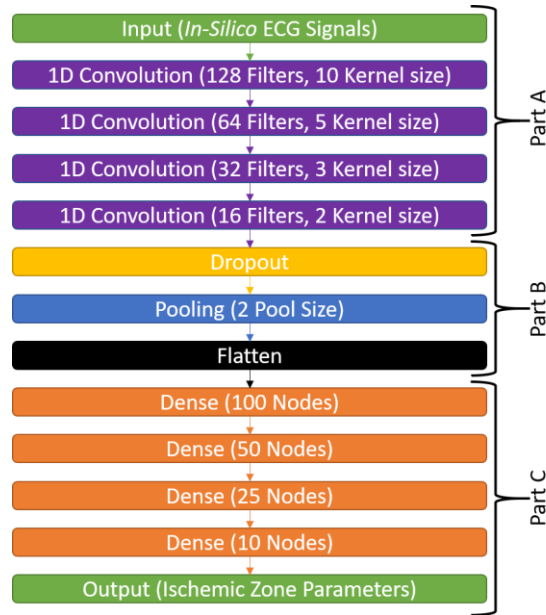 Input (In-Silico ECG Signals)
1D Convolution (128 Filters, 10 Kernel size)
1D Convolution (64 Filters, 5 Kernel size)
1D Convolution (32 Filters, 3 Kernel size)
1D Convolution (16 Filters, 2 Kernel size)
Part A
Dropout
Pooling (2 Pool Size)
Flatten
Part B
Dense (100 Nodes)
Dense (50 Nodes)
Dense (25 Nodes)
Dense (10 Nodes)
Output (Ischemic Zone Parameters)
Part C